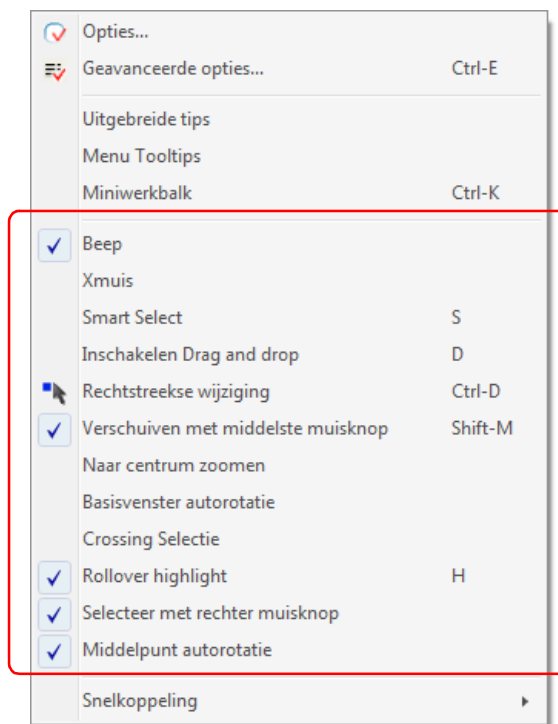 Opties...
Geavanceerde opties... Ctrl-E
Uitgebreide tips
Menu Tooltips
Miniwerkbalk Ctrl-K
Beep
Xmuis
Smart Select S
Inschakelen Drag and drop D
Rechtstreekse wijziging Ctrl-D
Verschuiven met middelste muisknop Shift-M
Naar centrum zoomen
Basisvenster autorotatie
Crossing Selectie
Rollover highlight H
Selecteer met rechter muisknop
Middelpunt autorotatie
Snelkoppeling